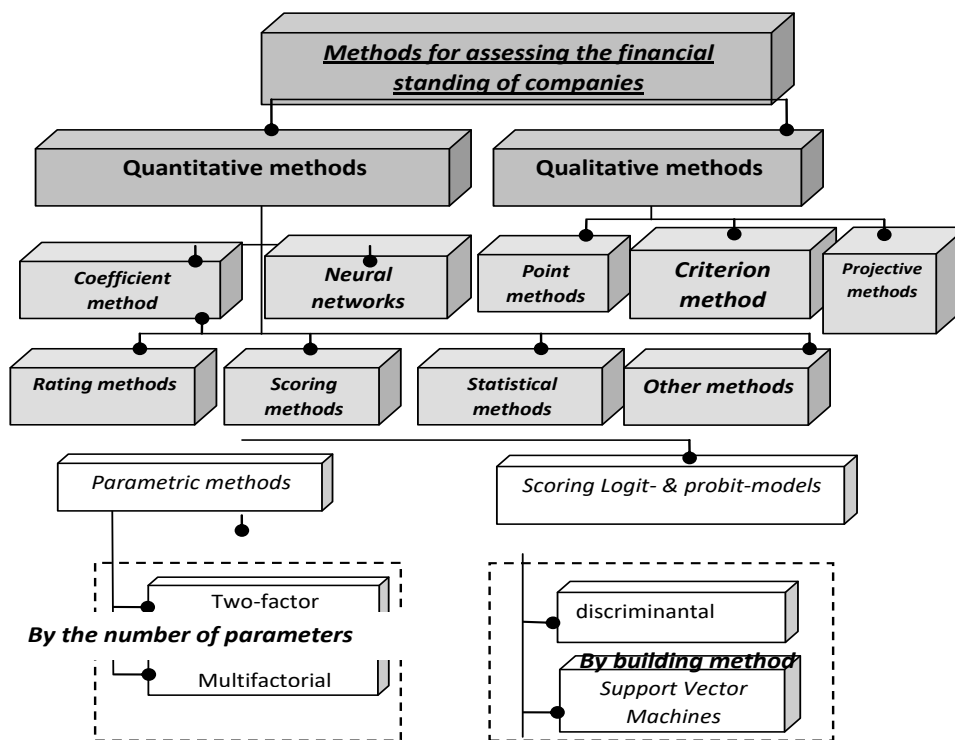 Methods for assessing the financial
standing of companies
Quantitative methods
Qualitative methods
Coefficient
method
Neural
networks
Point
methods
Criterion
method
Projective
methods
Rating methods
Scoring
methods
Statistical
methods
Other methods
Parametric methods
Scoring Logit- & probit-models
Two-factor
By the number of parameters
Multifactorial
discriminantal
By building method
Support Vector
Machines